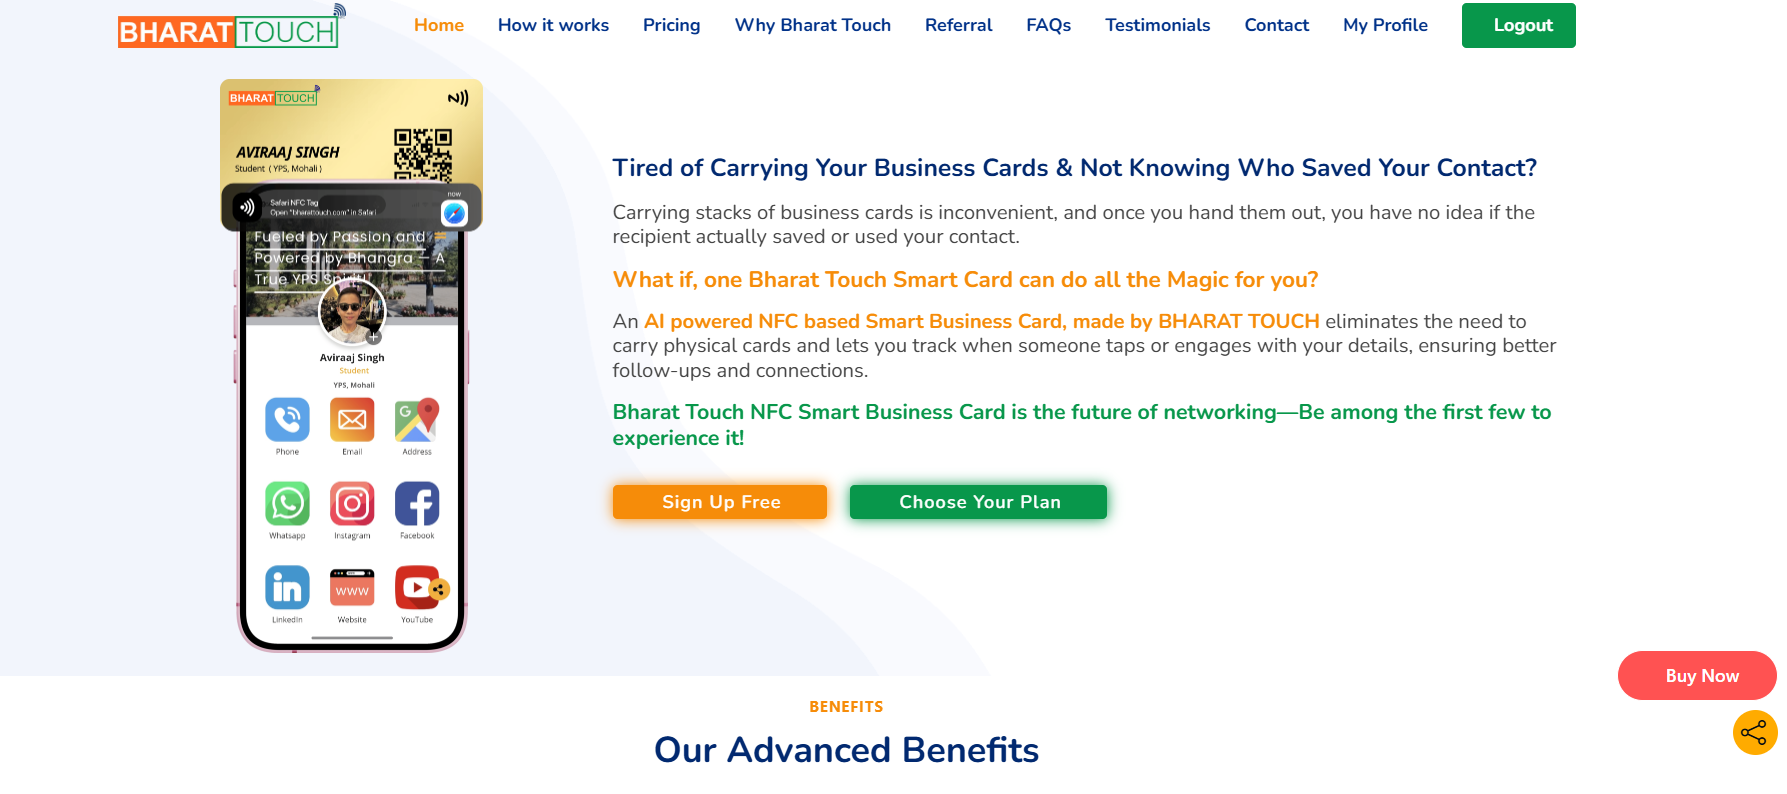 BHARAT TOUCH
Home How it works Pricing Why Bharat Touch Referral FAQs Testimonials Contact My Profile Logout
BHARAT TOUCH
AVIRAAJ SINGH
Student ( YPS, Mohali )
now
Safari NFC Tag
Open "bharattouch.com" in Safari
Fueled by Passion and
Powered by Bhangra – A
True YPS Spirit!
Aviraaj Singh
Student
YPS, Mohali
Phone Email Address
Whatsapp Instagram Facebook
www
LinkedIn Website YouTube
Tired of Carrying Your Business Cards & Not Knowing Who Saved Your Contact?
Carrying stacks of business cards is inconvenient, and once you hand them out, you have no idea if the
recipient actually saved or used your contact.
What if, one Bharat Touch Smart Card can do all the Magic for you?
An AI powered NFC based Smart Business Card, made by BHARAT TOUCH eliminates the need to
carry physical cards and lets you track when someone taps or engages with your details, ensuring better
follow-ups and connections.
Bharat Touch NFC Smart Business Card is the future of networking—Be among the first few to
experience it!
Sign Up Free Choose Your Plan
Buy Now
BENEFITS
Our Advanced Benefits